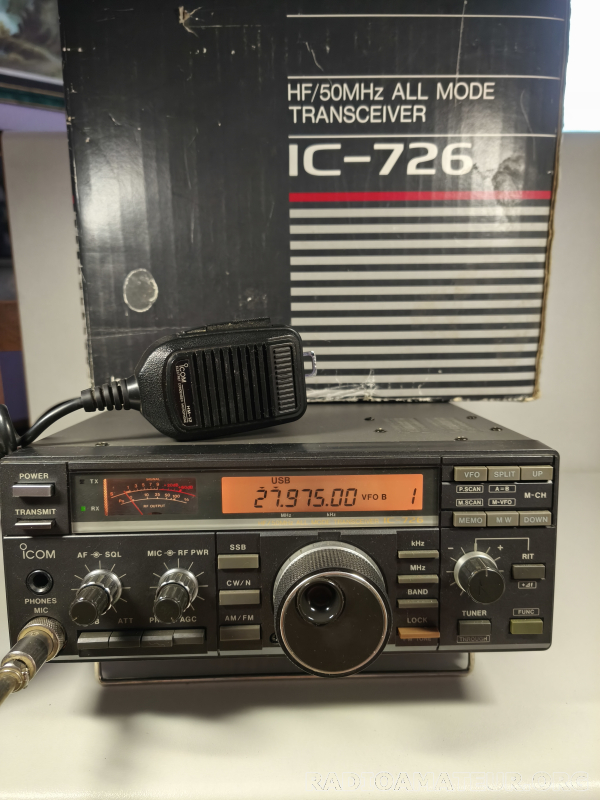 HF/50MHz ALL MODE
TRANSCEIVER
IC-726
ICOM
POWER
TRANSMIT
TX
RX
USB
27.975.00 VFO B 1
MHz kHz
VFO SPLIT UP
P.SCAN A=B
M.SCAN M-VFO
M-CH
MEMO M W DOWN
ICOM
PHONES
MIC
AF SQL
MIC RF PWR
ATT
AGC
SSB
CW/N
AM/FM
kHz
MHz
BAND
LOCK
- +
RIT
TUNER
THROUGH
FUNC